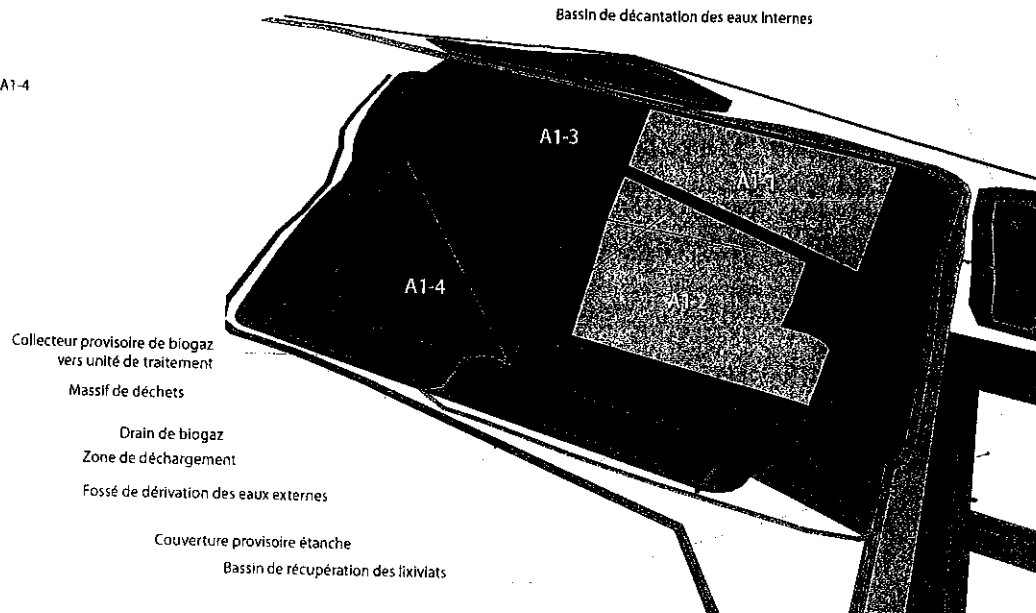 Bassin de décantation des eaux internes
A1-4
A1-3
A1-1
A1-4
A1-2
Collecteur provisoire de biogaz
vers unité de traitement
Massif de déchets
Drain de biogaz
Zone de déchargement
Fossé de dérivation des eaux externes
Couverture provisoire étanche
Bassin de récupération des lixiviats